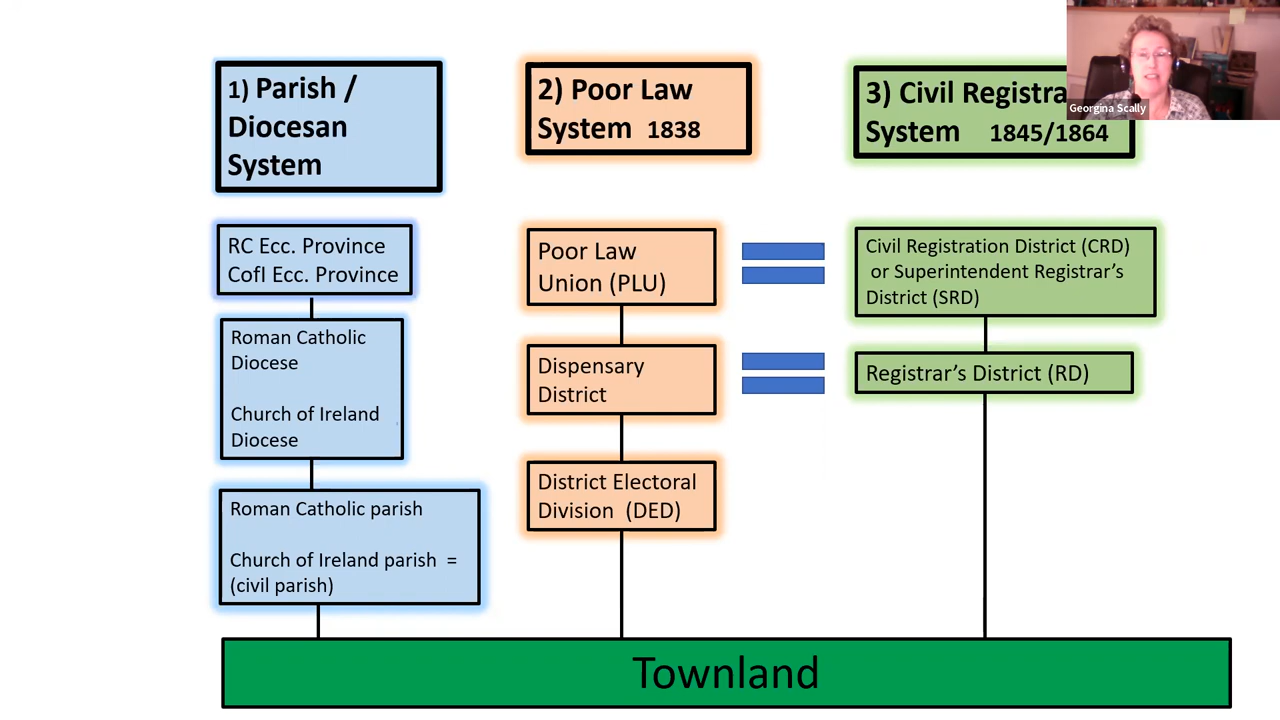 1) Parish /
Diocesan
System
RC Ecc. Province
CofI Ecc. Province
Roman Catholic
Diocese
Church of Ireland
Diocese
Roman Catholic parish
Church of Ireland parish =
(civil parish)
2) Poor Law
System 1838
Poor Law
Union (PLU)
Dispensary
District
District Electoral
Division (DED)
3) Civil Registra
System 1845/1864
Civil Registration District (CRD)
or Superintendent Registrar's
District (SRD)
Registrar's District (RD)
Townland
Georgina Scally